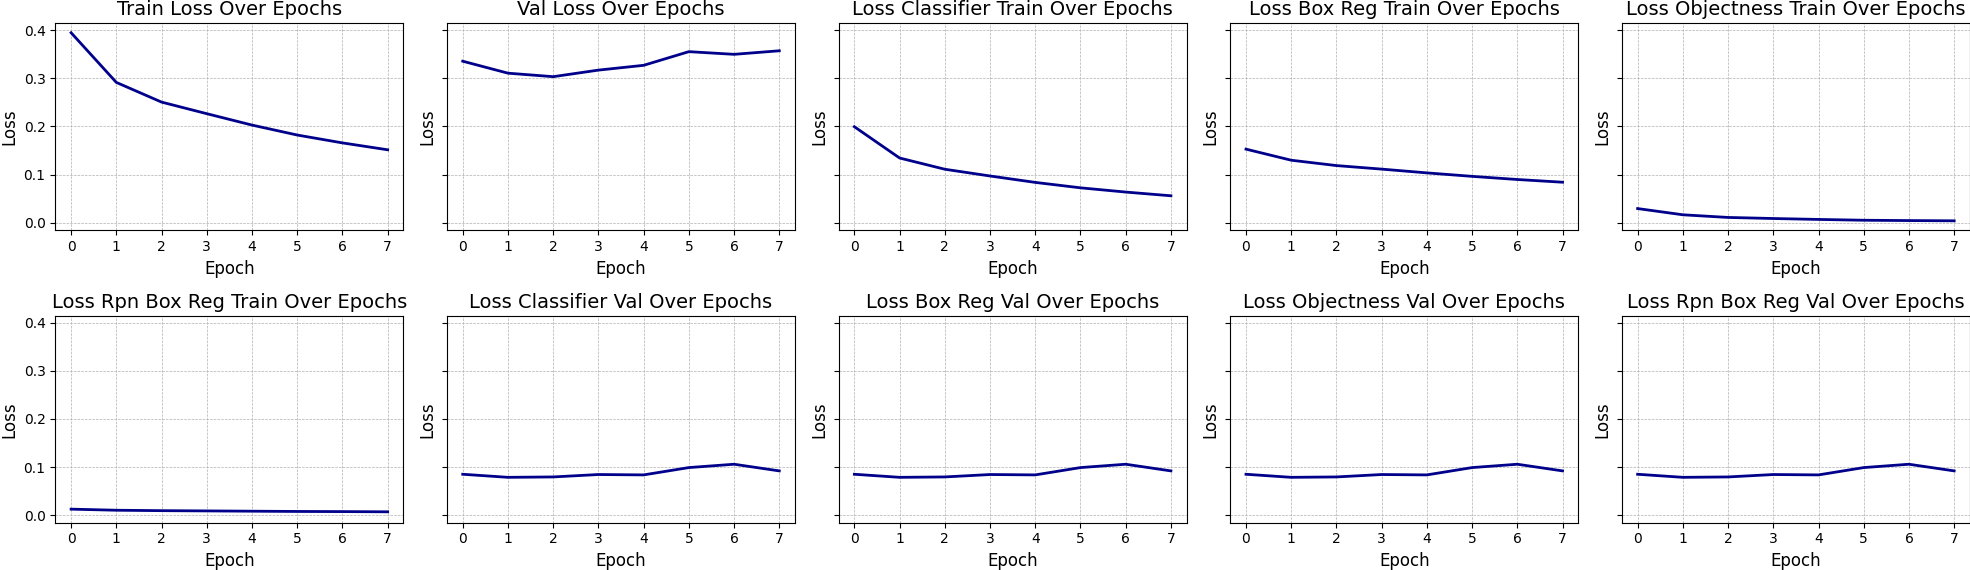 Train Loss Over Epochs
Val Loss Over Epochs
Loss Classifier Train Over Epochs
Loss Box Reg Train Over Epochs
Loss Objectness Train Over Epochs
0.4
0.3
0.2
0.1
0.0
Loss
Loss
Loss
Loss
Loss
0 1 2 3 4 5 6 7
0 1 2 3 4 5 6 7
0 1 2 3 4 5 6 7
0 1 2 3 4 5 6 7
0 1 2 3 4 5 6 7
Epoch
Epoch
Epoch
Epoch
Epoch
Loss Rpn Box Reg Train Over Epochs
Loss Classifier Val Over Epochs
Loss Box Reg Val Over Epochs
Loss Objectness Val Over Epochs
Loss Rpn Box Reg Val Over Epochs
0.4
0.3
0.2
0.1
0.0
Loss
Loss
Loss
Loss
Loss
0 1 2 3 4 5 6 7
0 1 2 3 4 5 6 7
0 1 2 3 4 5 6 7
0 1 2 3 4 5 6 7
0 1 2 3 4 5 6 7
Epoch
Epoch
Epoch
Epoch
Epoch